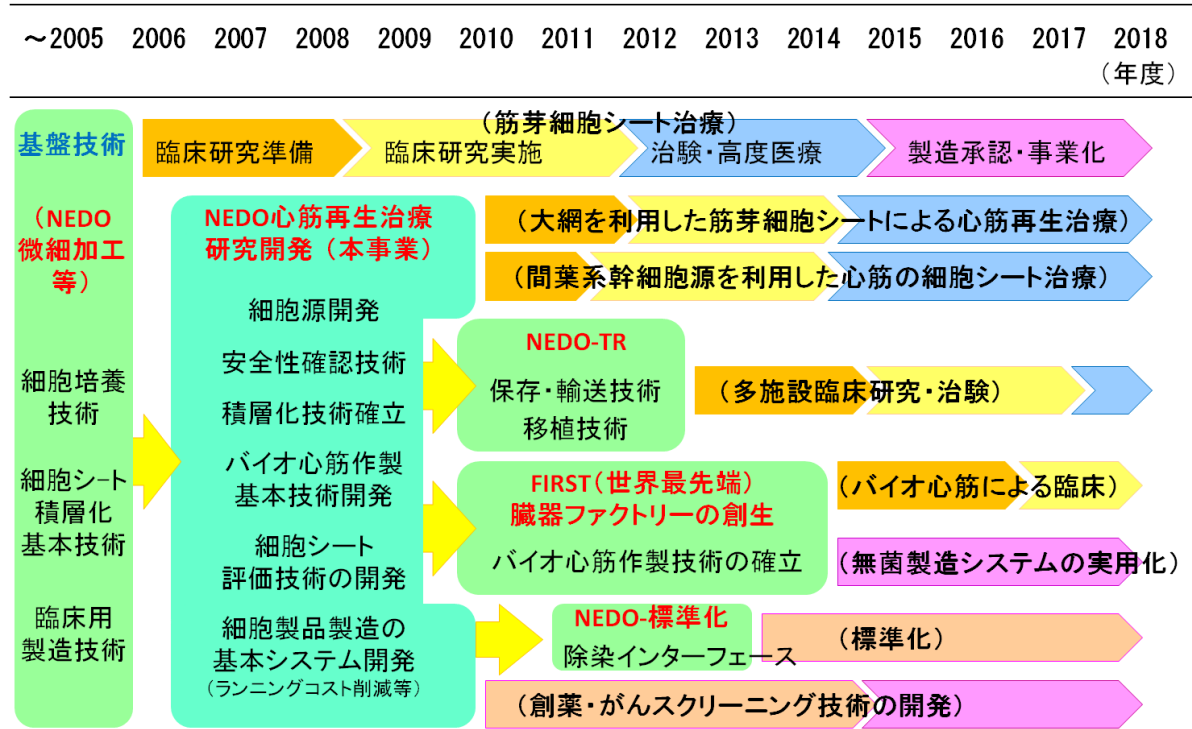 ～2005 2006 2007 2008 2009 2010 2011 2012 2013 2014 2015 2016 2017 2018
（年度）
基盤技術
（NEDO
微細加工
等）
細胞培養
技術
細胞シート
積層化
基本技術
臨床用
製造技術
（筋芽細胞シート治療）
臨床研究準備
臨床研究実施
治験・高度医療
製造承認・事業化
NEDO心筋再生治療
研究開発（本事業）
細胞源開発
安全性確認技術
積層化技術確立
バイオ心筋作製
基本技術開発
細胞シート
評価技術の開発
細胞製品製造の
基本システム開発
（ランニングコスト削減等）
（大網を利用した筋芽細胞シートによる心筋再生治療）
（間葉系幹細胞源を利用した心筋の細胞シート治療）
NEDO-TR
保存・輸送技術
移植技術
（多施設臨床研究・治験）
FIRST（世界最先端）
臓器ファクトリーの創生
バイオ心筋作製技術の確立
（バイオ心筋による臨床）
（無菌製造システムの実用化）
NEDO-標準化
除染インターフェース
（標準化）
（創薬・がんスクリーニング技術の開発）